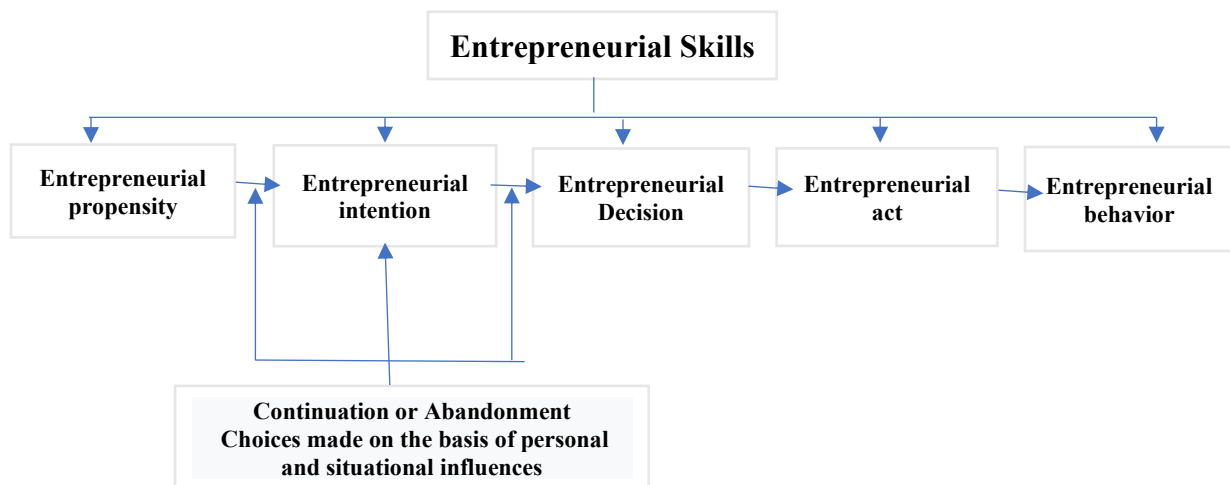 Entrepreneurial Skills
Entrepreneurial
propensity
Entrepreneurial
intention
Entrepreneurial
Decision
Entrepreneurial
act
Entrepreneurial
behavior
Continuation or Abandonment
Choices made on the basis of personal
and situational influences